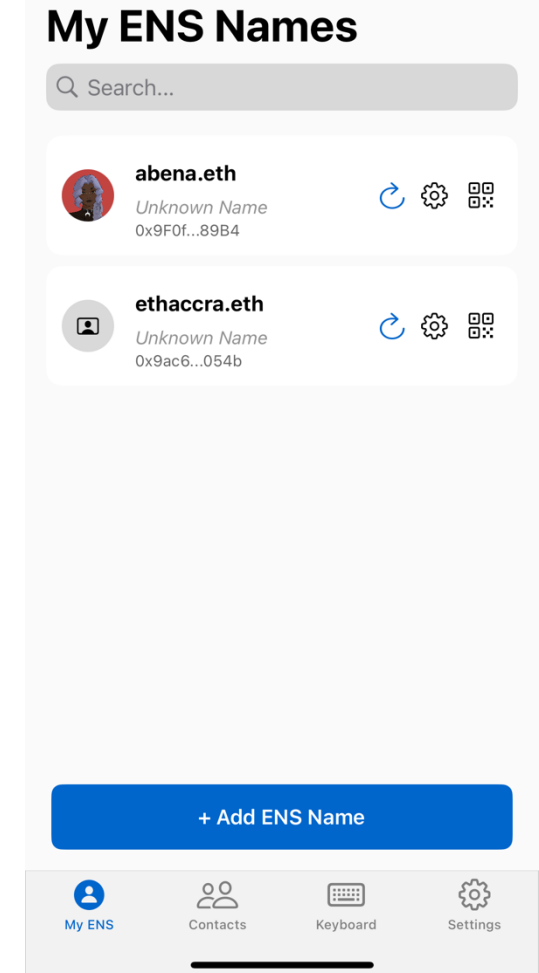 My ENS Names
Search...
abena.eth
Unknown Name
0x9F0f...89B4
ethaccra.eth
Unknown Name
0x9ac6...054b
+ Add ENS Name
My ENS
Contacts
Keyboard
Settings